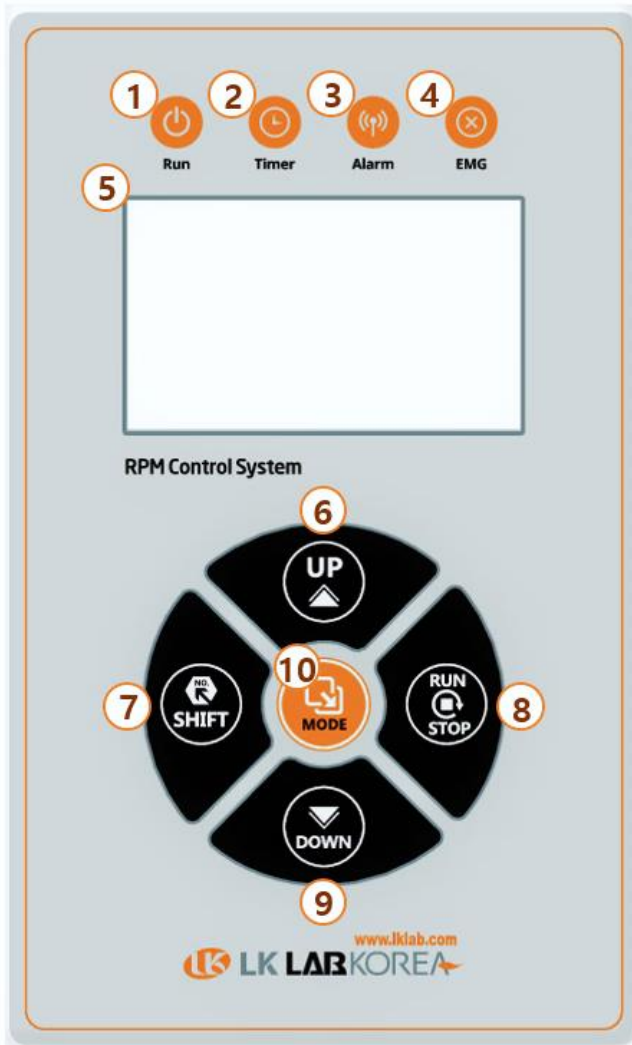 1 2 3 4
Run Timer Alarm EMG
5
RPM Control System
6
UP
10
NO.
SHIFT
MODE
RUN
STOP
7
8
DOWN
9
www.lklab.com
LK LK LABKOREA